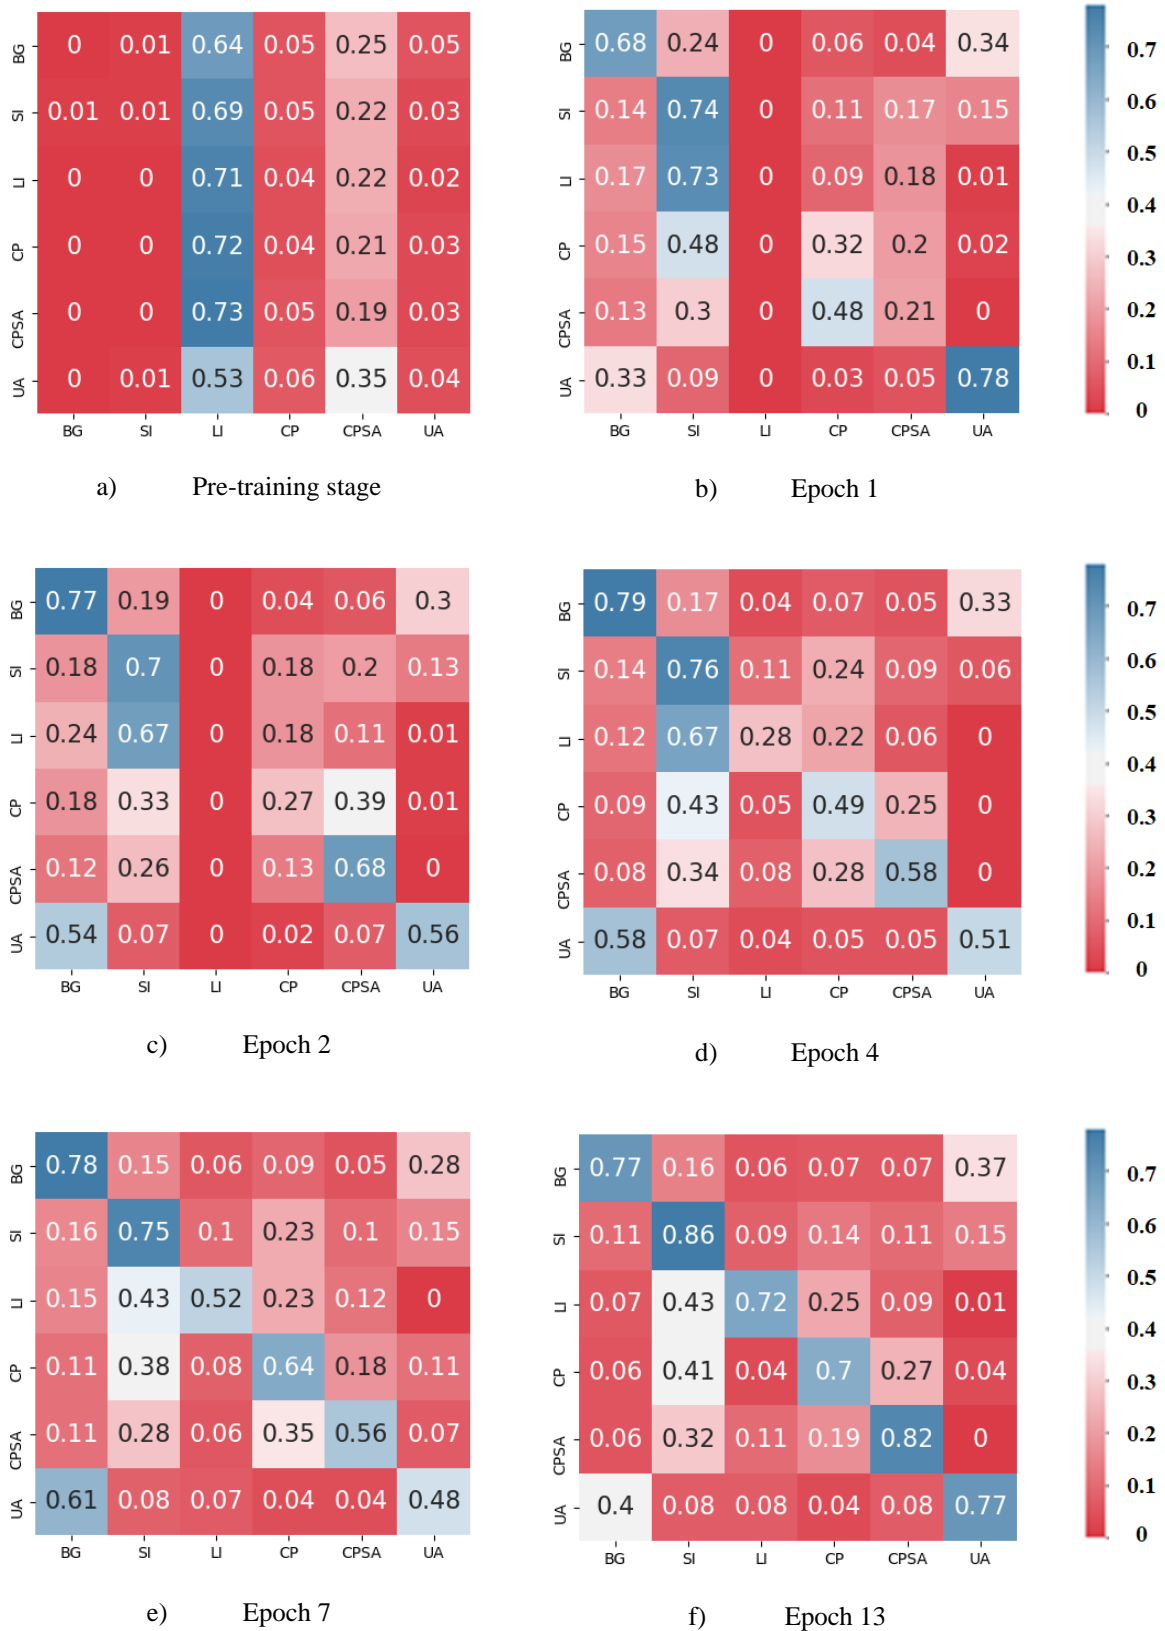 BG 0 0.01 0.64 0.05 0.25 0.05
SI 0.01 0.01 0.69 0.05 0.22 0.03
LI 0 0 0.71 0.04 0.22 0.02
CP 0 0 0.72 0.04 0.21 0.03
CPSA 0 0 0.73 0.05 0.19 0.03
UA 0 0.01 0.53 0.06 0.35 0.04
BG SI LI CP CPSA UA
a) Pre-training stage
BG 0.68 0.24 0 0.06 0.04 0.34
SI 0.14 0.74 0 0.11 0.17 0.15
LI 0.17 0.73 0 0.09 0.18 0.01
CP 0.15 0.48 0 0.32 0.2 0.02
CPSA 0.13 0.3 0 0.48 0.21 0
UA 0.33 0.09 0 0.03 0.05 0.78
BG SI LI CP CPSA UA
b) Epoch 1
0.7
0.6
0.5
0.4
0.3
0.2
0.1
0
BG 0.77 0.19 0 0.04 0.06 0.3
SI 0.18 0.7 0 0.18 0.2 0.13
LI 0.24 0.67 0 0.18 0.11 0.01
CP 0.18 0.33 0 0.27 0.39 0.01
CPSA 0.12 0.26 0 0.13 0.68 0
UA 0.54 0.07 0 0.02 0.07 0.56
BG SI LI CP CPSA UA
c) Epoch 2
BG 0.79 0.17 0.04 0.07 0.05 0.33
SI 0.14 0.76 0.11 0.24 0.09 0.06
LI 0.12 0.67 0.28 0.22 0.06 0
CP 0.09 0.43 0.05 0.49 0.25 0
CPSA 0.08 0.34 0.08 0.28 0.58 0
UA 0.58 0.07 0.04 0.05 0.05 0.51
BG SI LI CP CPSA UA
d) Epoch 4
0.7
0.6
0.5
0.4
0.3
0.2
0.1
0
BG 0.78 0.15 0.06 0.09 0.05 0.28
SI 0.16 0.75 0.1 0.23 0.1 0.15
LI 0.15 0.43 0.52 0.23 0.12 0
CP 0.11 0.38 0.08 0.64 0.18 0.11
CPSA 0.11 0.28 0.06 0.35 0.56 0.07
UA 0.61 0.08 0.07 0.04 0.04 0.48
BG SI LI CP CPSA UA
e) Epoch 7
BG 0.77 0.16 0.06 0.07 0.07 0.37
SI 0.11 0.86 0.09 0.14 0.11 0.15
LI 0.07 0.43 0.72 0.25 0.09 0.01
CP 0.06 0.41 0.04 0.7 0.27 0.04
CPSA 0.06 0.32 0.11 0.19 0.82 0
UA 0.4 0.08 0.08 0.04 0.08 0.77
BG SI LI CP CPSA UA
f) Epoch 13
0.7
0.6
0.5
0.4
0.3
0.2
0.1
0